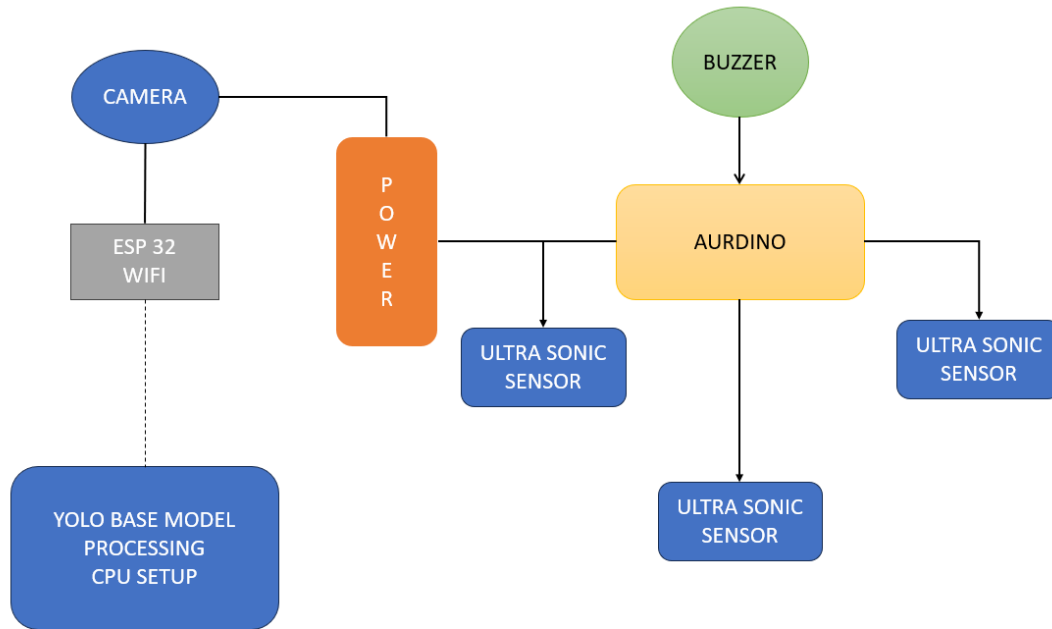 CAMERA
BUZZER
P
O
W
E
R
ESP 32
WIFI
AURDINO
ULTRA SONIC
SENSOR
ULTRA SONIC
SENSOR
ULTRA SONIC
SENSOR
YOLO BASE MODEL
PROCESSING
CPU SETUP